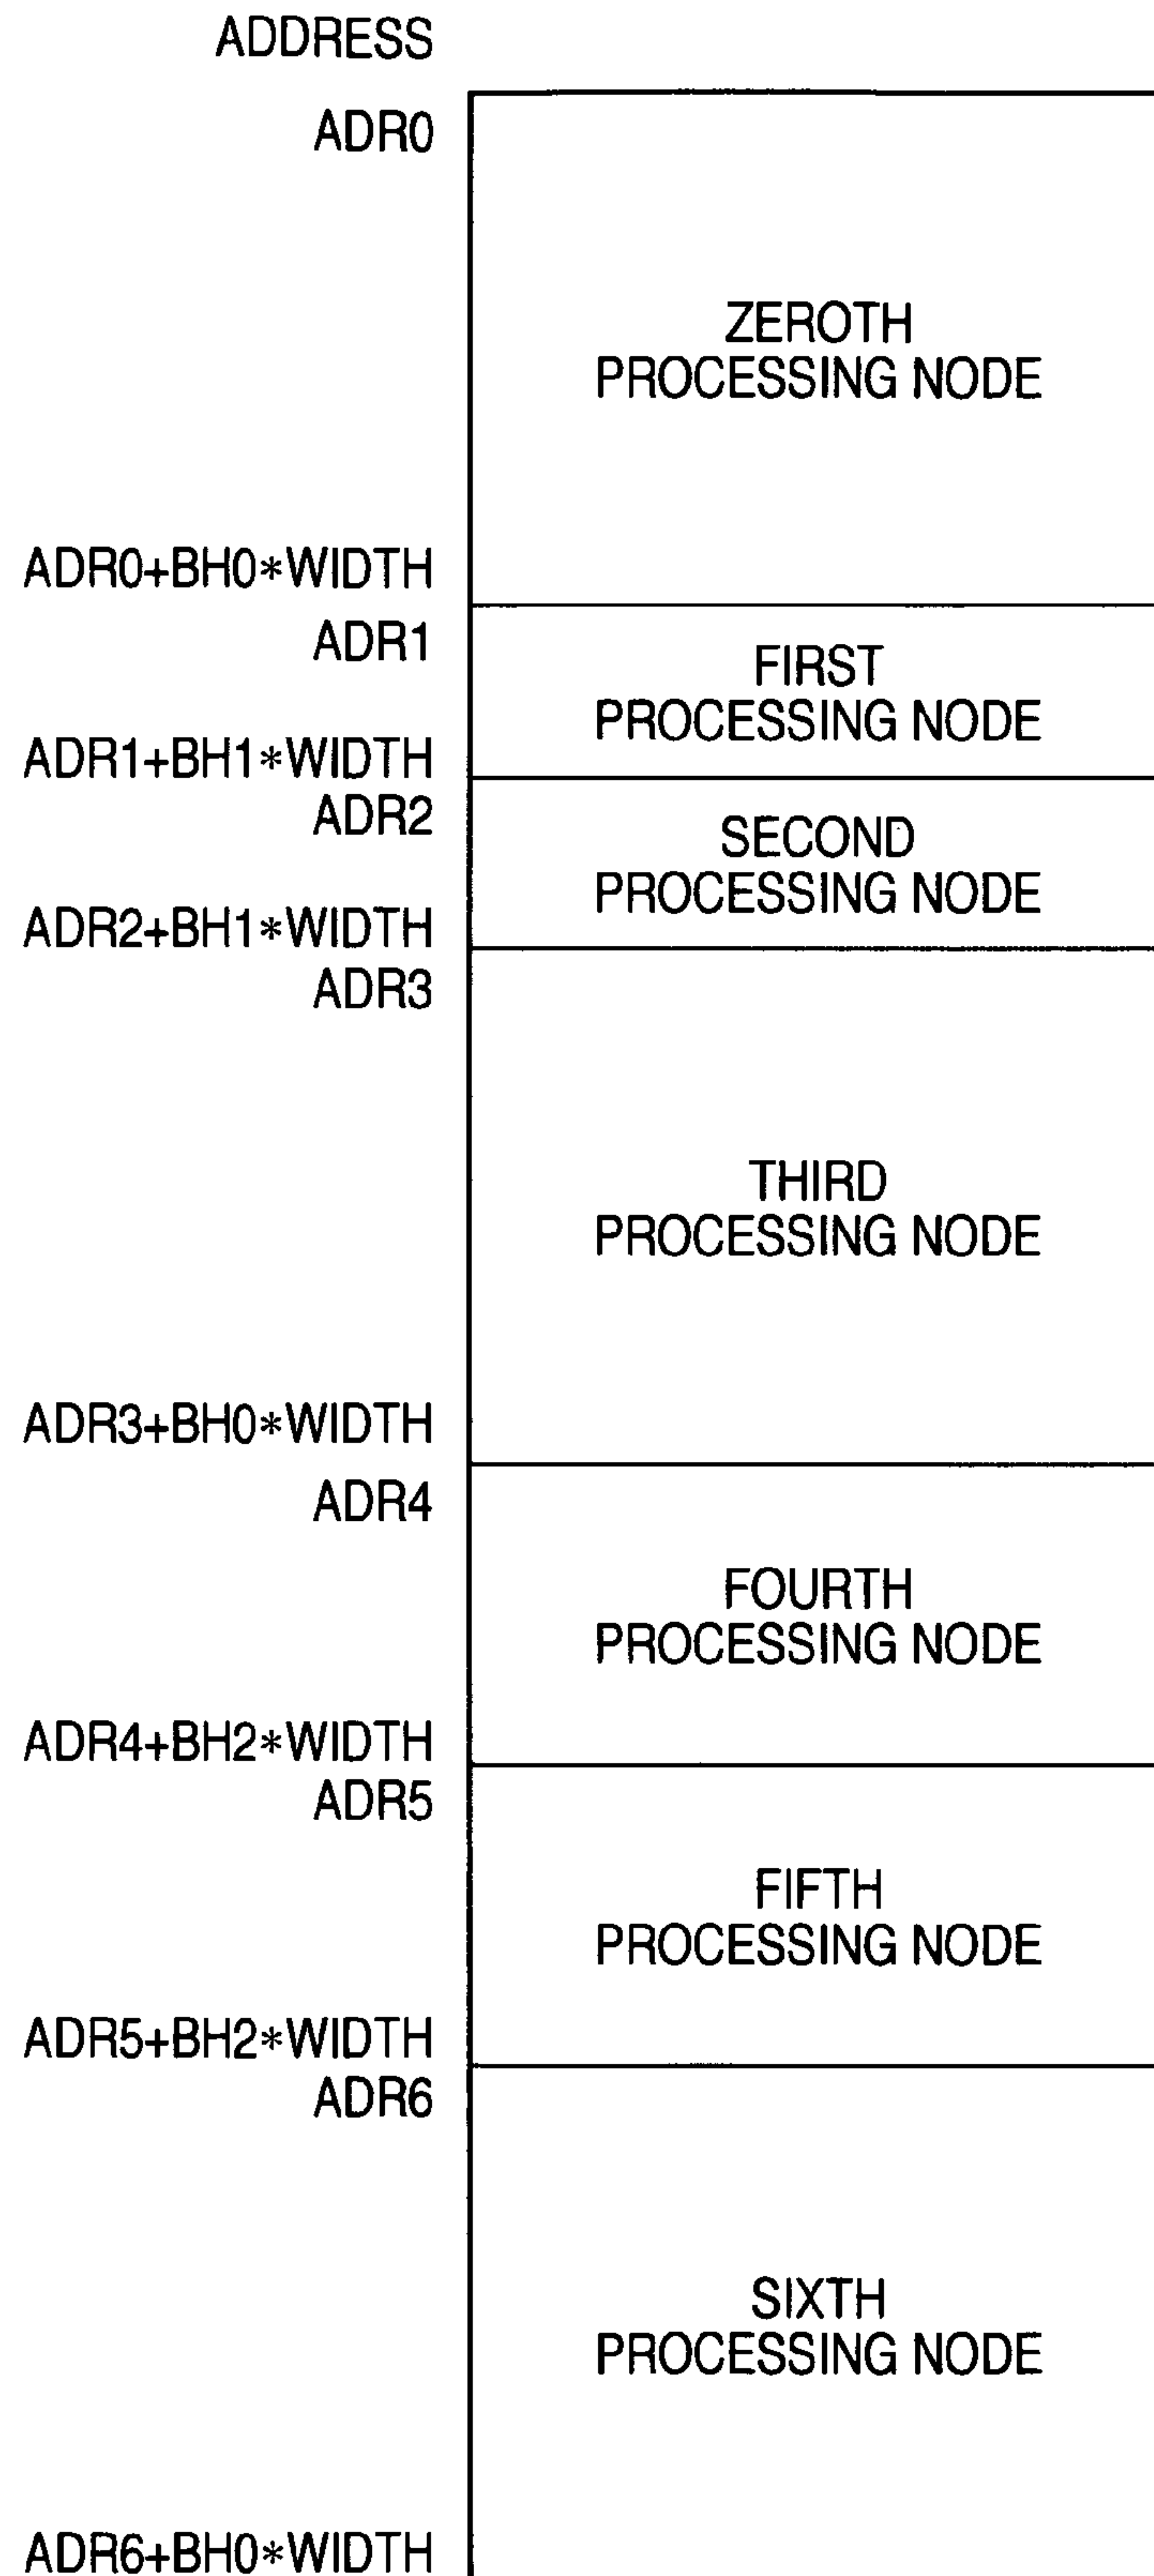 ADDRESS
ADR0
ZEROTH
PROCESSING NODE
ADR0+BH0*WIDTH
ADR1
FIRST
PROCESSING NODE
ADR1+BH1*WIDTH
ADR2
SECOND
PROCESSING NODE
ADR2+BH1*WIDTH
ADR3
THIRD
PROCESSING NODE
ADR3+BH0*WIDTH
ADR4
FOURTH
PROCESSING NODE
ADR4+BH2*WIDTH
ADR5
FIFTH
PROCESSING NODE
ADR5+BH2*WIDTH
ADR6
SIXTH
PROCESSING NODE
ADR6+BH0*WIDTH